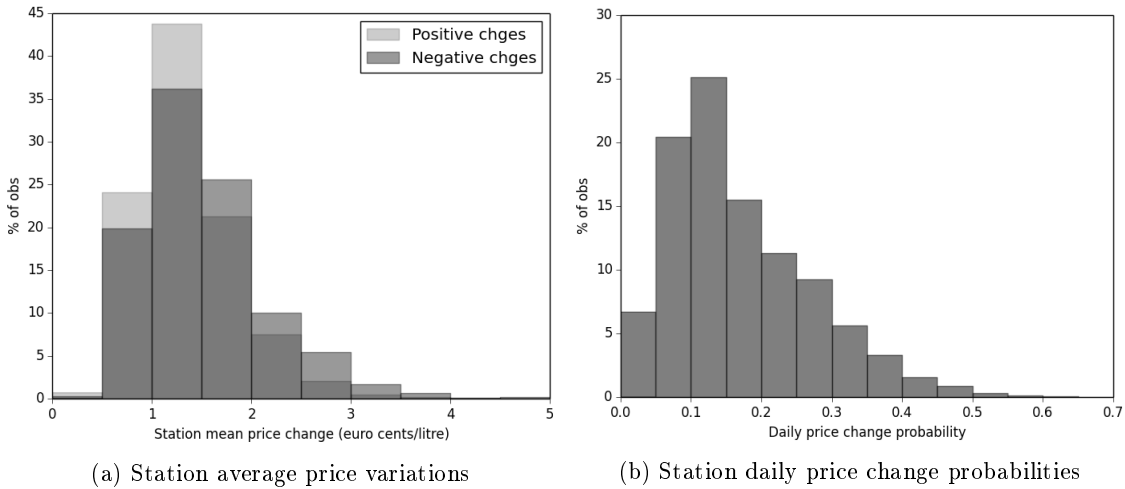 45
40
35
30
25
20
15
10
5
0
% of obs
Positive chges
Negative chges
0 1 2 3 4 5
Station mean price change (euro cents/litre)
(a) Station average price variations
30
25
20
15
10
5
0
% of obs
0.0 0.1 0.2 0.3 0.4 0.5 0.6 0.7
Daily price change probability
(b) Station daily price change probabilities